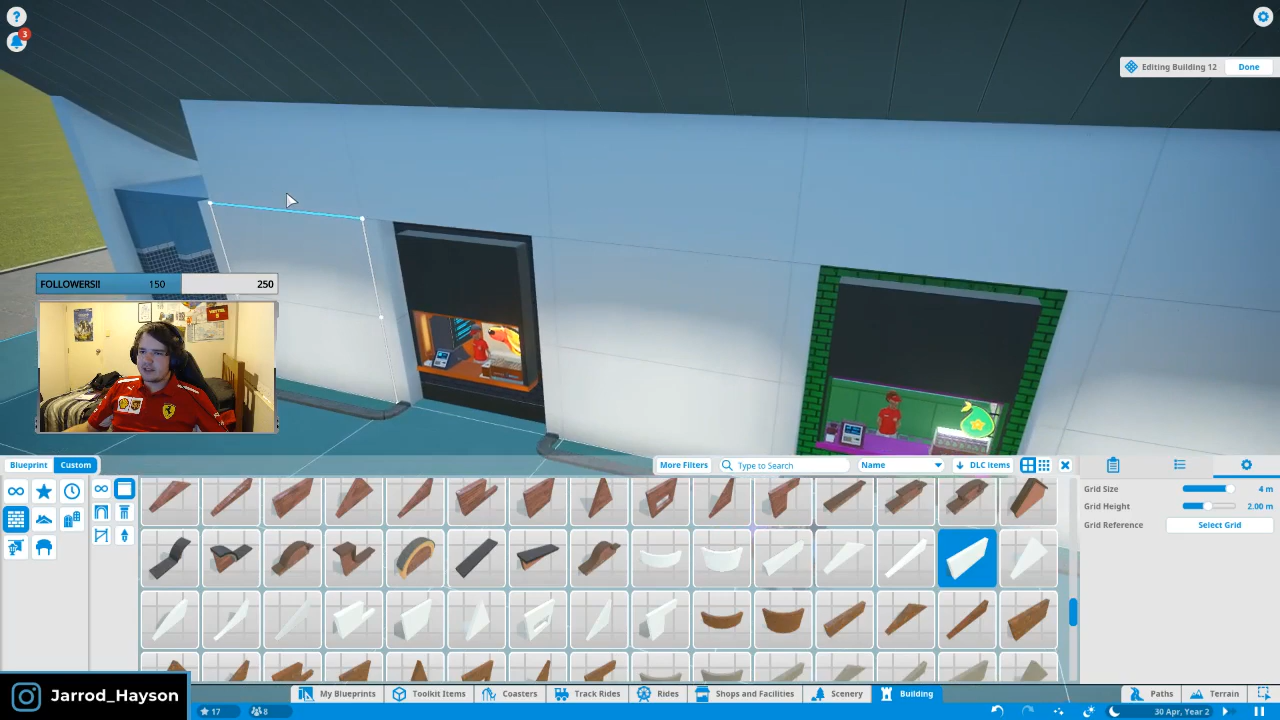 ?
3
Editing Building 12
Done
FOLLOWERS!!
150
250
Blueprint
Custom
More Filters
Type to Search
Name
DLC items
Grid Size
4 m
Grid Height
2.00 m
Grid Reference
Select Grid
Jarrod_Hayson
My Blueprints
Toolkit Items
Coasters
Track Rides
Rides
Shops and Facilities
Scenery
Building
Paths
Terrain
17
8
30 Apr, Year 2